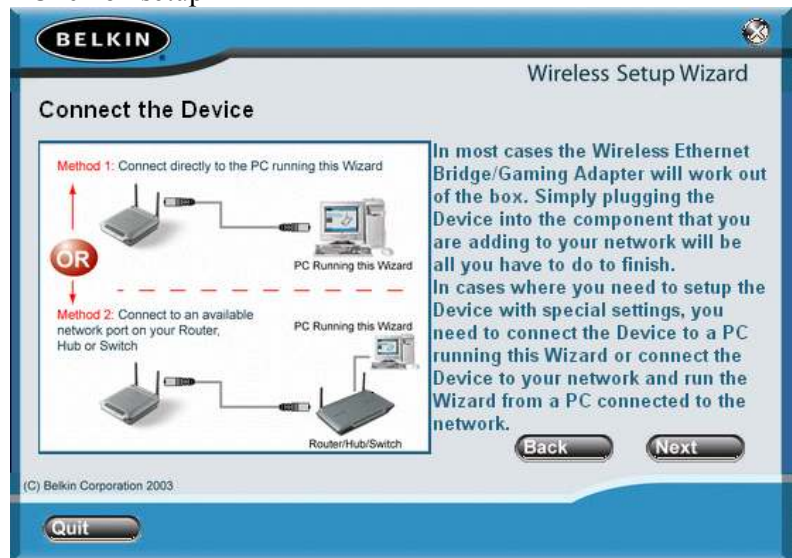 BELKIN
Wireless Setup Wizard
Connect the Device
Method 1: Connect directly to the PC running this Wizard
PC Running this Wizard
OR
Method 2: Connect to an available
network port on your Router,
Hub or Switch
PC Running this Wizard
Router/Hub/Switch
In most cases the Wireless Ethernet
Bridge/Gaming Adapter will work out
of the box. Simply plugging the
Device into the component that you
are adding to your network will be
all you have to do to finish.
In cases where you need to setup the
Device with special settings, you
need to connect the Device to a PC
running this Wizard or connect the
Device to your network and run the
Wizard from a PC connected to the
network.
Back
Next
(C) Belkin Corporation 2003
Quit